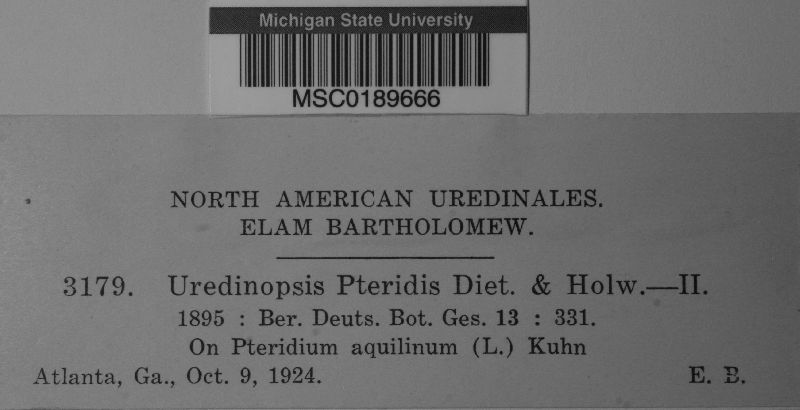 Michigan State University
MSC0189666
NORTH AMERICAN UREDINALES.
ELAM BARTHOLOMEW.
3179. Uredinopsis Pteridis Diet. & Holw.—II.
1895 : Ber. Deuts. Bot. Ges. 13 : 331.
On Pteridium aquilinum (L.) Kuhn
Atlanta, Ga., Oct. 9, 1924. E. B.